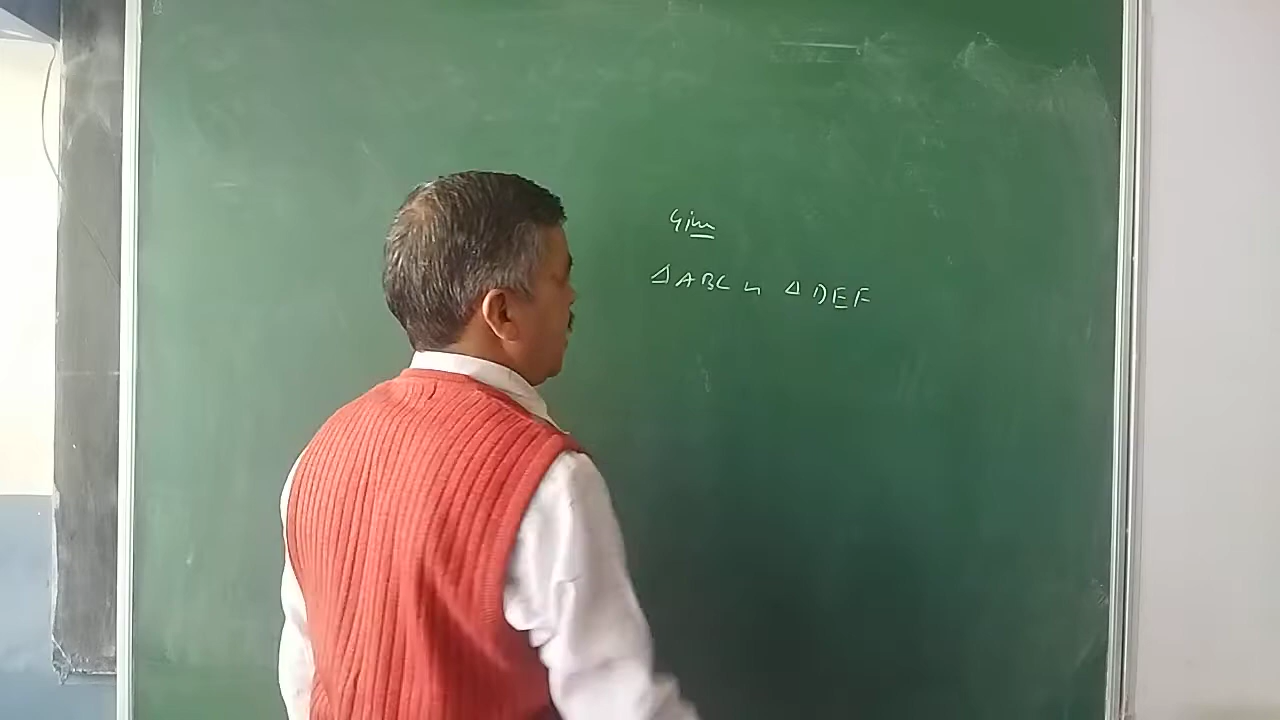 Given
Δ ABC ∼ Δ DEF